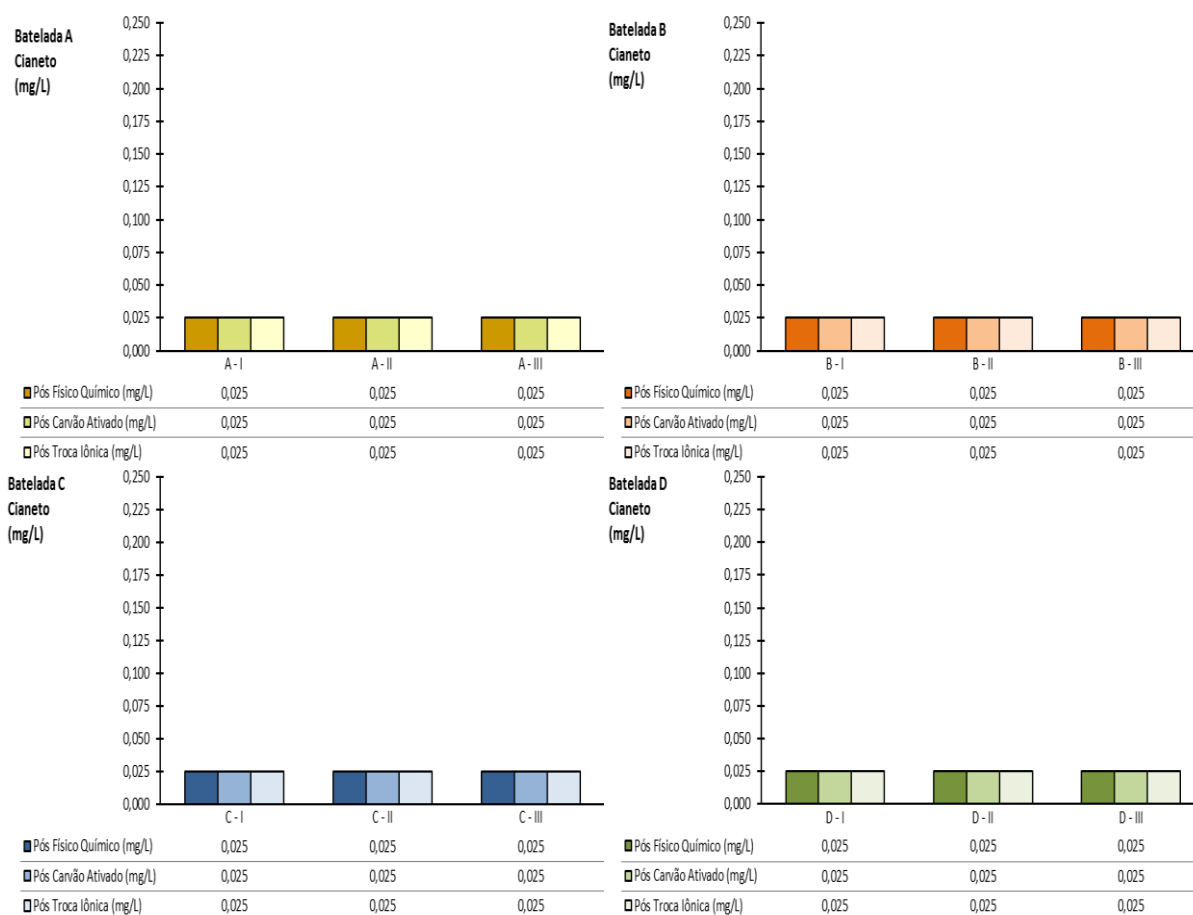 Batelada A
Cianeto
(mg/L)
0,250
0,225
0,200
0,175
0,150
0,125
0,100
0,075
0,050
0,025
0,000
A - I A - II A - III
Pós Físico Químico (mg/L) 0,025 0,025 0,025
Pós Carvão Ativado (mg/L) 0,025 0,025 0,025
Pós Troca Iônica (mg/L) 0,025 0,025 0,025
Batelada B
Cianeto
(mg/L)
0,250
0,225
0,200
0,175
0,150
0,125
0,100
0,075
0,050
0,025
0,000
B - I B - II B - III
Pós Físico Químico (mg/L) 0,025 0,025 0,025
Pós Carvão Ativado (mg/L) 0,025 0,025 0,025
Pós Troca Iônica (mg/L) 0,025 0,025 0,025
Batelada C
Cianeto
(mg/L)
0,250
0,225
0,200
0,175
0,150
0,125
0,100
0,075
0,050
0,025
0,000
C - I C - II C - III
Pós Físico Químico (mg/L) 0,025 0,025 0,025
Pós Carvão Ativado (mg/L) 0,025 0,025 0,025
Pós Troca Iônica (mg/L) 0,025 0,025 0,025
Batelada D
Cianeto
(mg/L)
0,250
0,225
0,200
0,175
0,150
0,125
0,100
0,075
0,050
0,025
0,000
D - I D - II D - III
Pós Físico Químico (mg/L) 0,025 0,025 0,025
Pós Carvão Ativado (mg/L) 0,025 0,025 0,025
Pós Troca Iônica (mg/L) 0,025 0,025 0,025